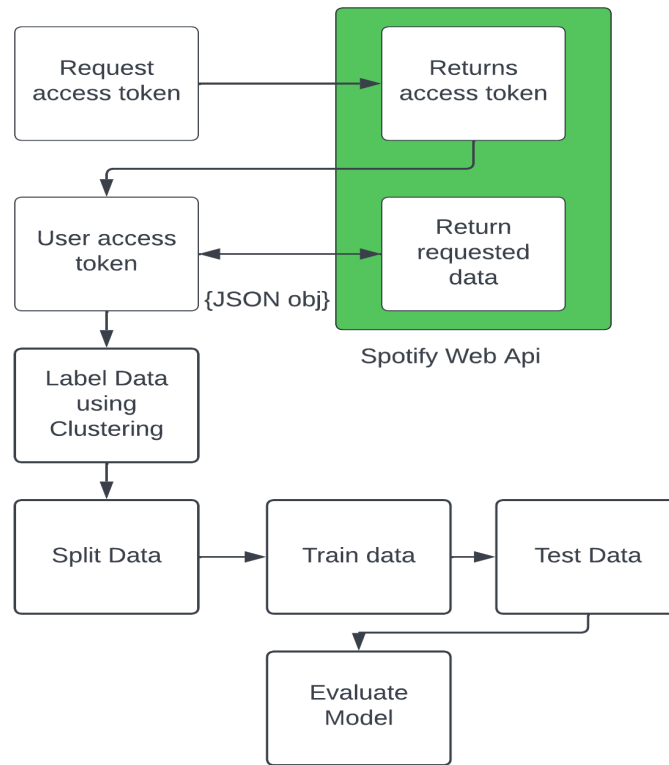 Request
access token
Returns
access token
User access
token
Return
requested
data
{JSON obj}
Spotify Web Api
Label Data
using
Clustering
Split Data
Train data
Test Data
Evaluate
Model